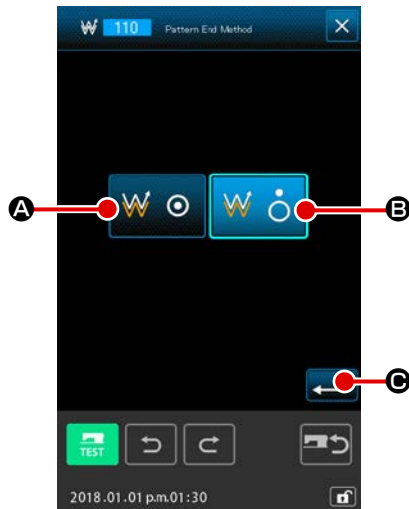 110 Pattern End Method
A
B
C
TEST
2018.01.01 p.m.01:30